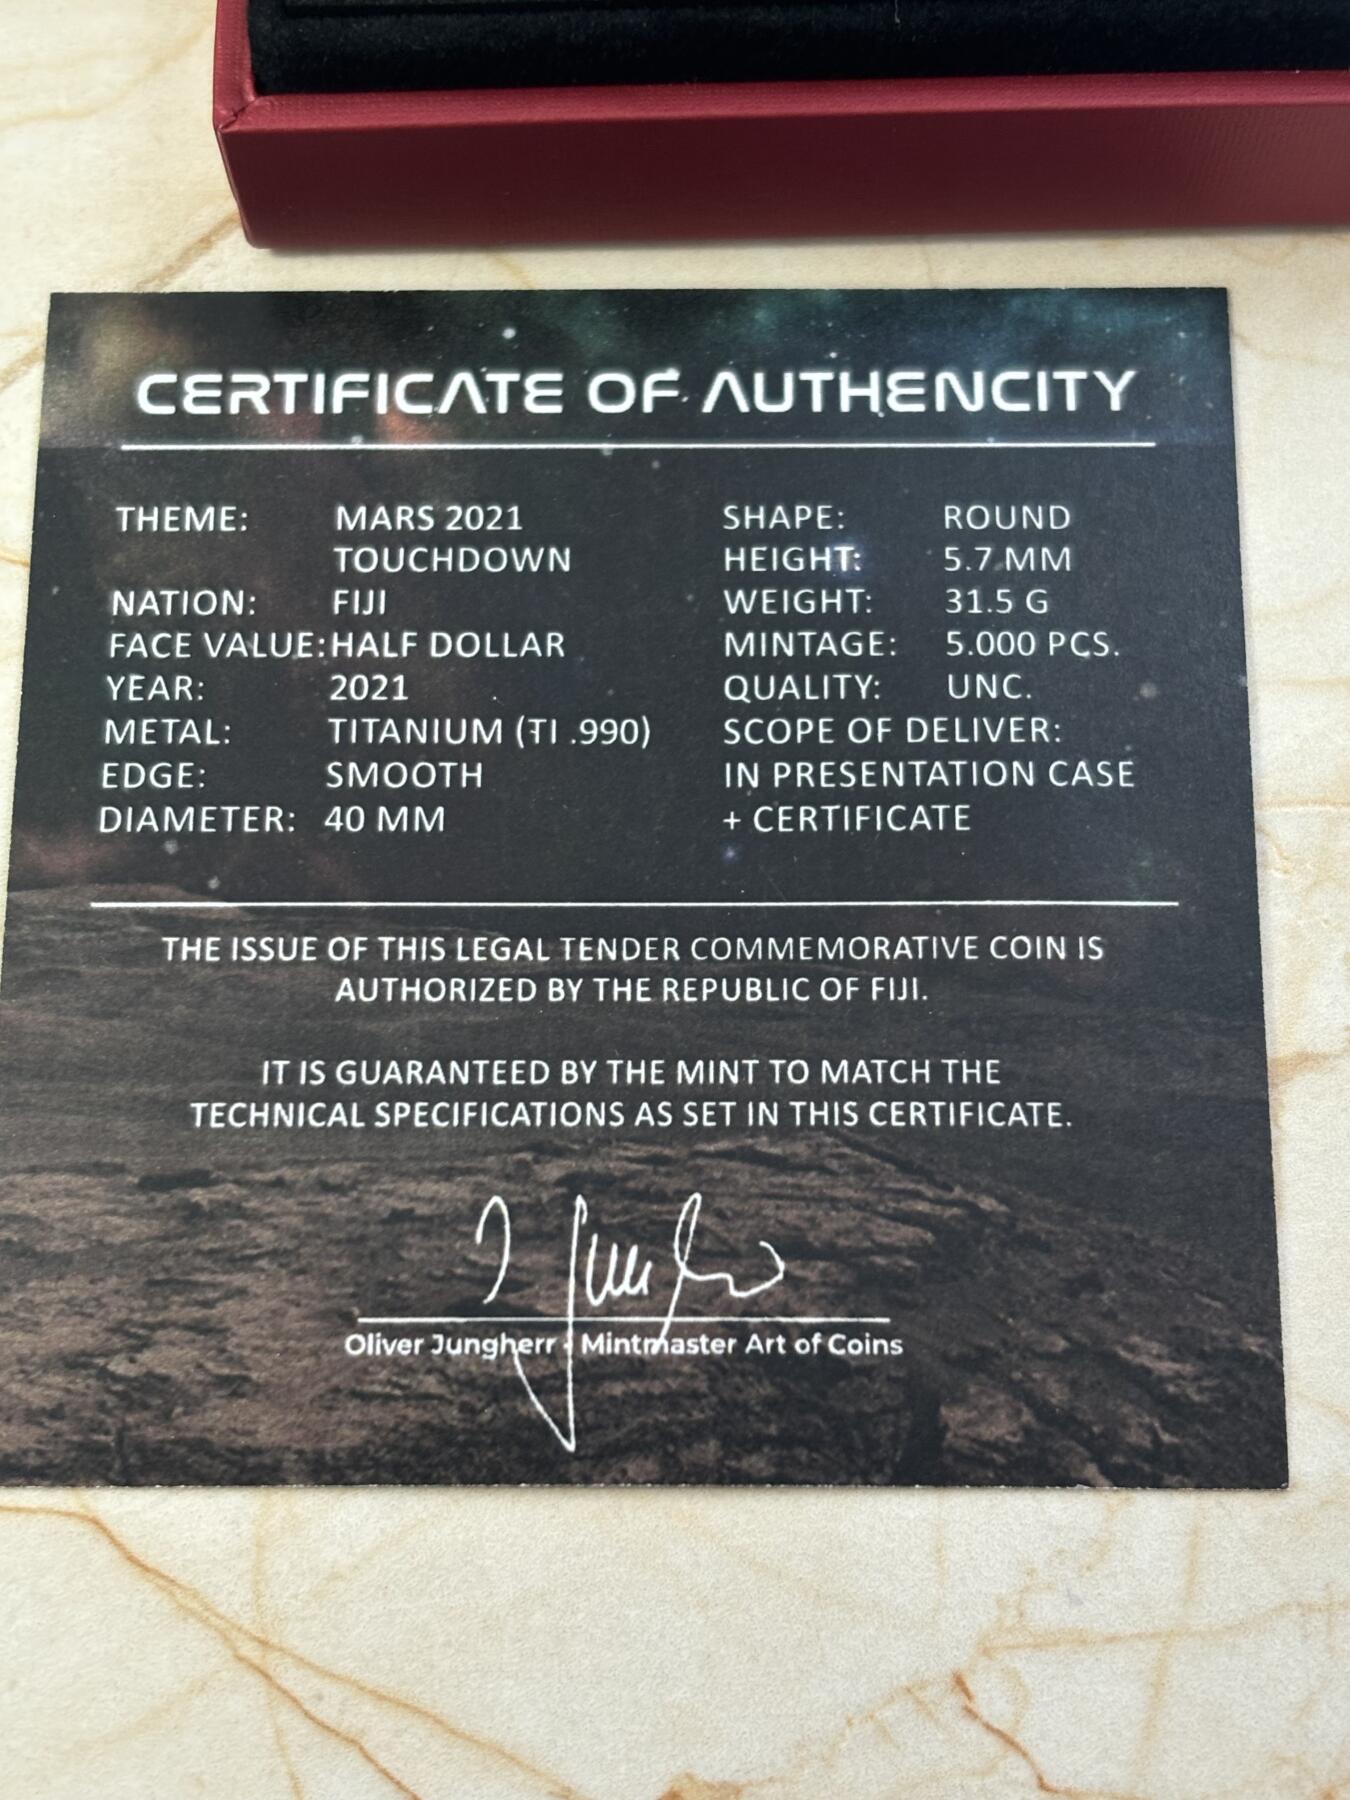 CERTIFICATE OF AUTHENCITY
THEME: MARS 2021
TOUCHDOWN
NATION: FIJI
FACE VALUE: HALF DOLLAR
YEAR: 2021
METAL: TITANIUM (TI .990)
EDGE: SMOOTH
DIAMETER: 40 MM
SHAPE: ROUND
HEIGHT: 5.7 MM
WEIGHT: 31.5 G
MINTAGE: 5.000 PCS.
QUALITY: UNC.
SCOPE OF DELIVER:
IN PRESENTATION CASE
+ CERTIFICATE
THE ISSUE OF THIS LEGAL TENDER COMMEMORATIVE COIN IS
AUTHORIZED BY THE REPUBLIC OF FIJI.
IT IS GUARANTEED BY THE MINT TO MATCH THE
TECHNICAL SPECIFICATIONS AS SET IN THIS CERTIFICATE.
Oliver Jungherr • Mintmaster Art of Coins